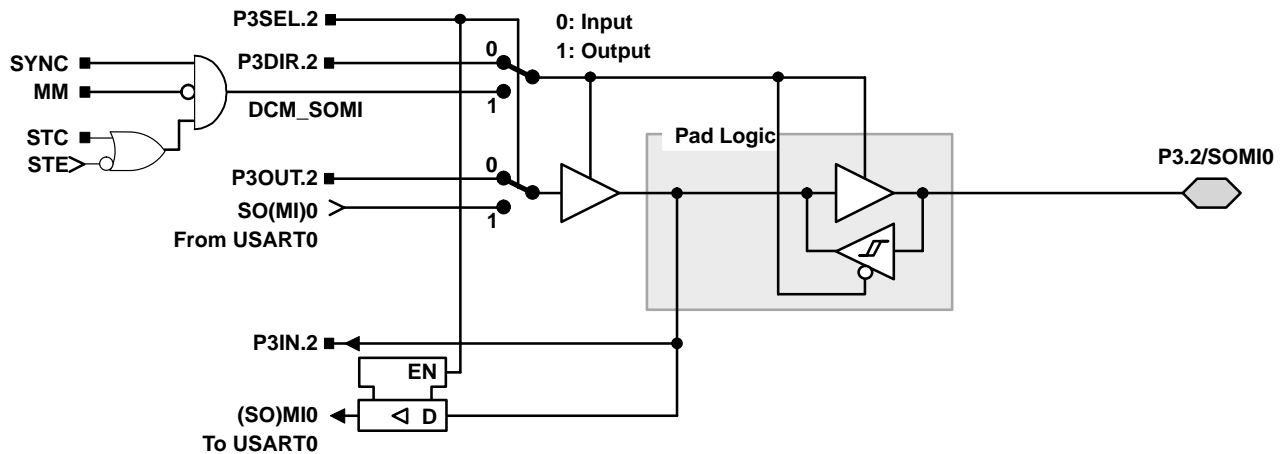 P3SEL.2
0: Input
1: Output
P3DIR.2
0
SYNC
MM
DCM_SOMI
1
STC
STE
Pad Logic
P3.2/SOMI0
P3OUT.2
0
SO(MI)0
1
From USART0
P3IN.2
EN
(SO)MI0
D
To USART0